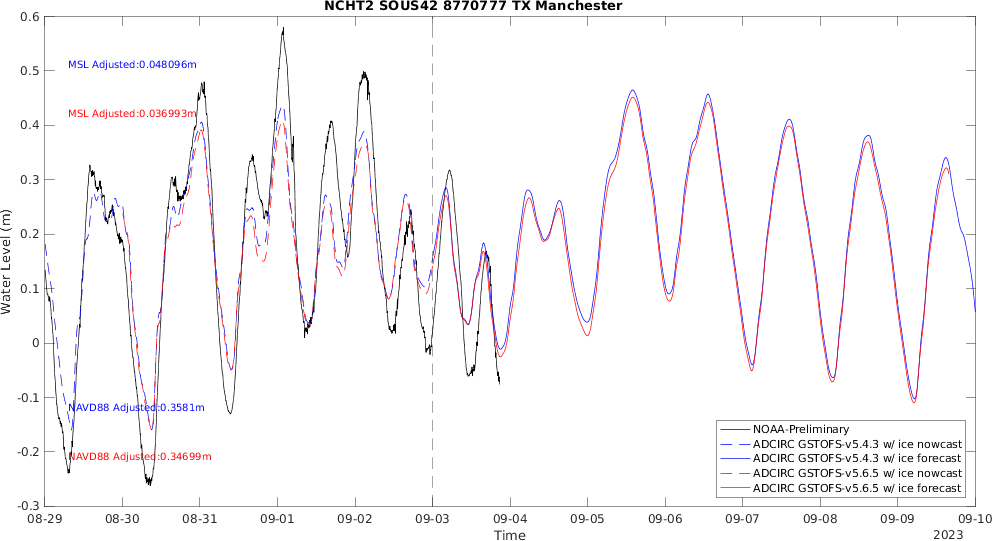 NCHT2 SOUS42 8770777 TX Manchester
Water Level (m)
0.6
0.5
0.4
0.3
0.2
0.1
0
-0.1
-0.2
-0.3
MSL Adjusted:0.048096m
MSL Adjusted:0.036993m
NAVD88 Adjusted:0.3581m
NAVD88 Adjusted:0.34699m
NOAA-Preliminary
ADCIRC GSTOFS-v5.4.3 w/ ice nowcast
ADCIRC GSTOFS-v5.4.3 w/ ice forecast
ADCIRC GSTOFS-v5.6.5 w/ ice nowcast
ADCIRC GSTOFS-v5.6.5 w/ ice forecast
08-29 08-30 08-31 09-01 09-02 09-03 09-04 09-05 09-06 09-07 09-08 09-09 09-10
Time
2023